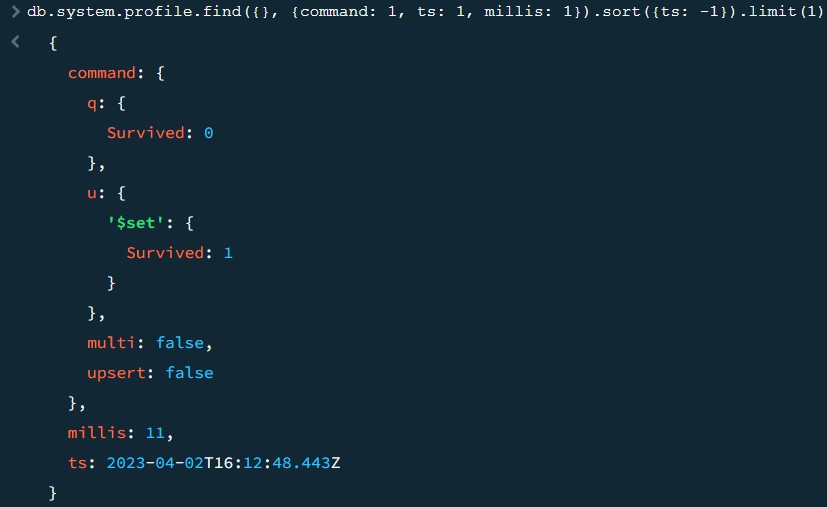 > db.system.profile.find({}, {command: 1, ts: 1, millis: 1}).sort({ts: -1}).limit(1)
< {
command: {
q: {
Survived: 0
},
u: {
'$set': {
Survived: 1
}
},
multi: false,
upsert: false
},
millis: 11,
ts: 2023-04-02T16:12:48.443Z
}